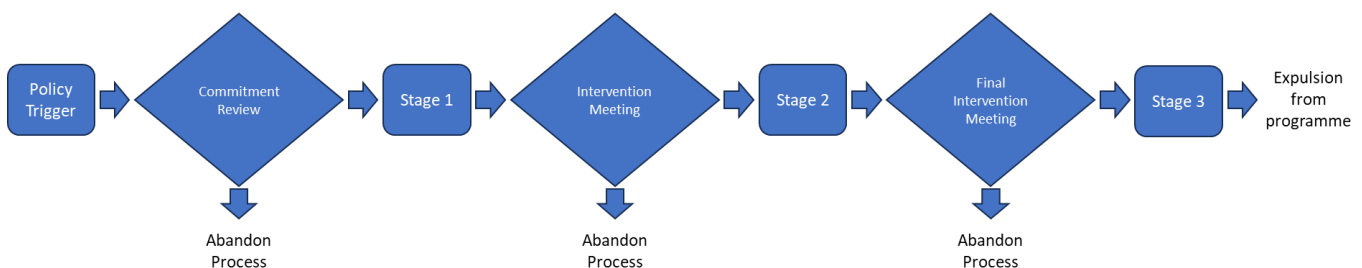 Policy
Trigger
Commitment
Review
Stage 1
Intervention
Meeting
Stage 2
Final
Intervention
Meeting
Stage 3
Expulsion
from
programme
Abandon
Process
Abandon
Process
Abandon
Process